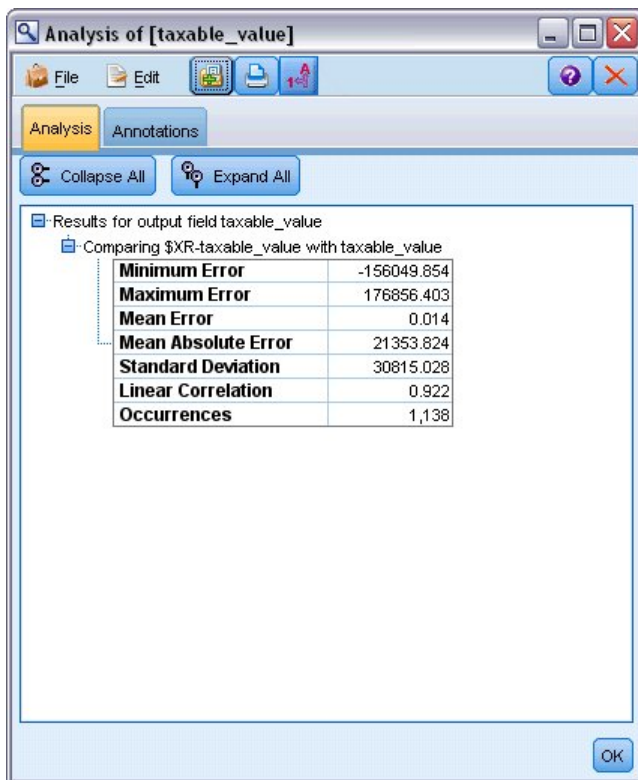 Analysis of [taxable_value]
File Edit
Analysis Annotations
Collapse All Expand All
Results for output field taxable_value
Comparing $XR-taxable_value with taxable_value
Minimum Error -156049.854
Maximum Error 176856.403
Mean Error 0.014
Mean Absolute Error 21353.824
Standard Deviation 30815.028
Linear Correlation 0.922
Occurrences 1,138
OK